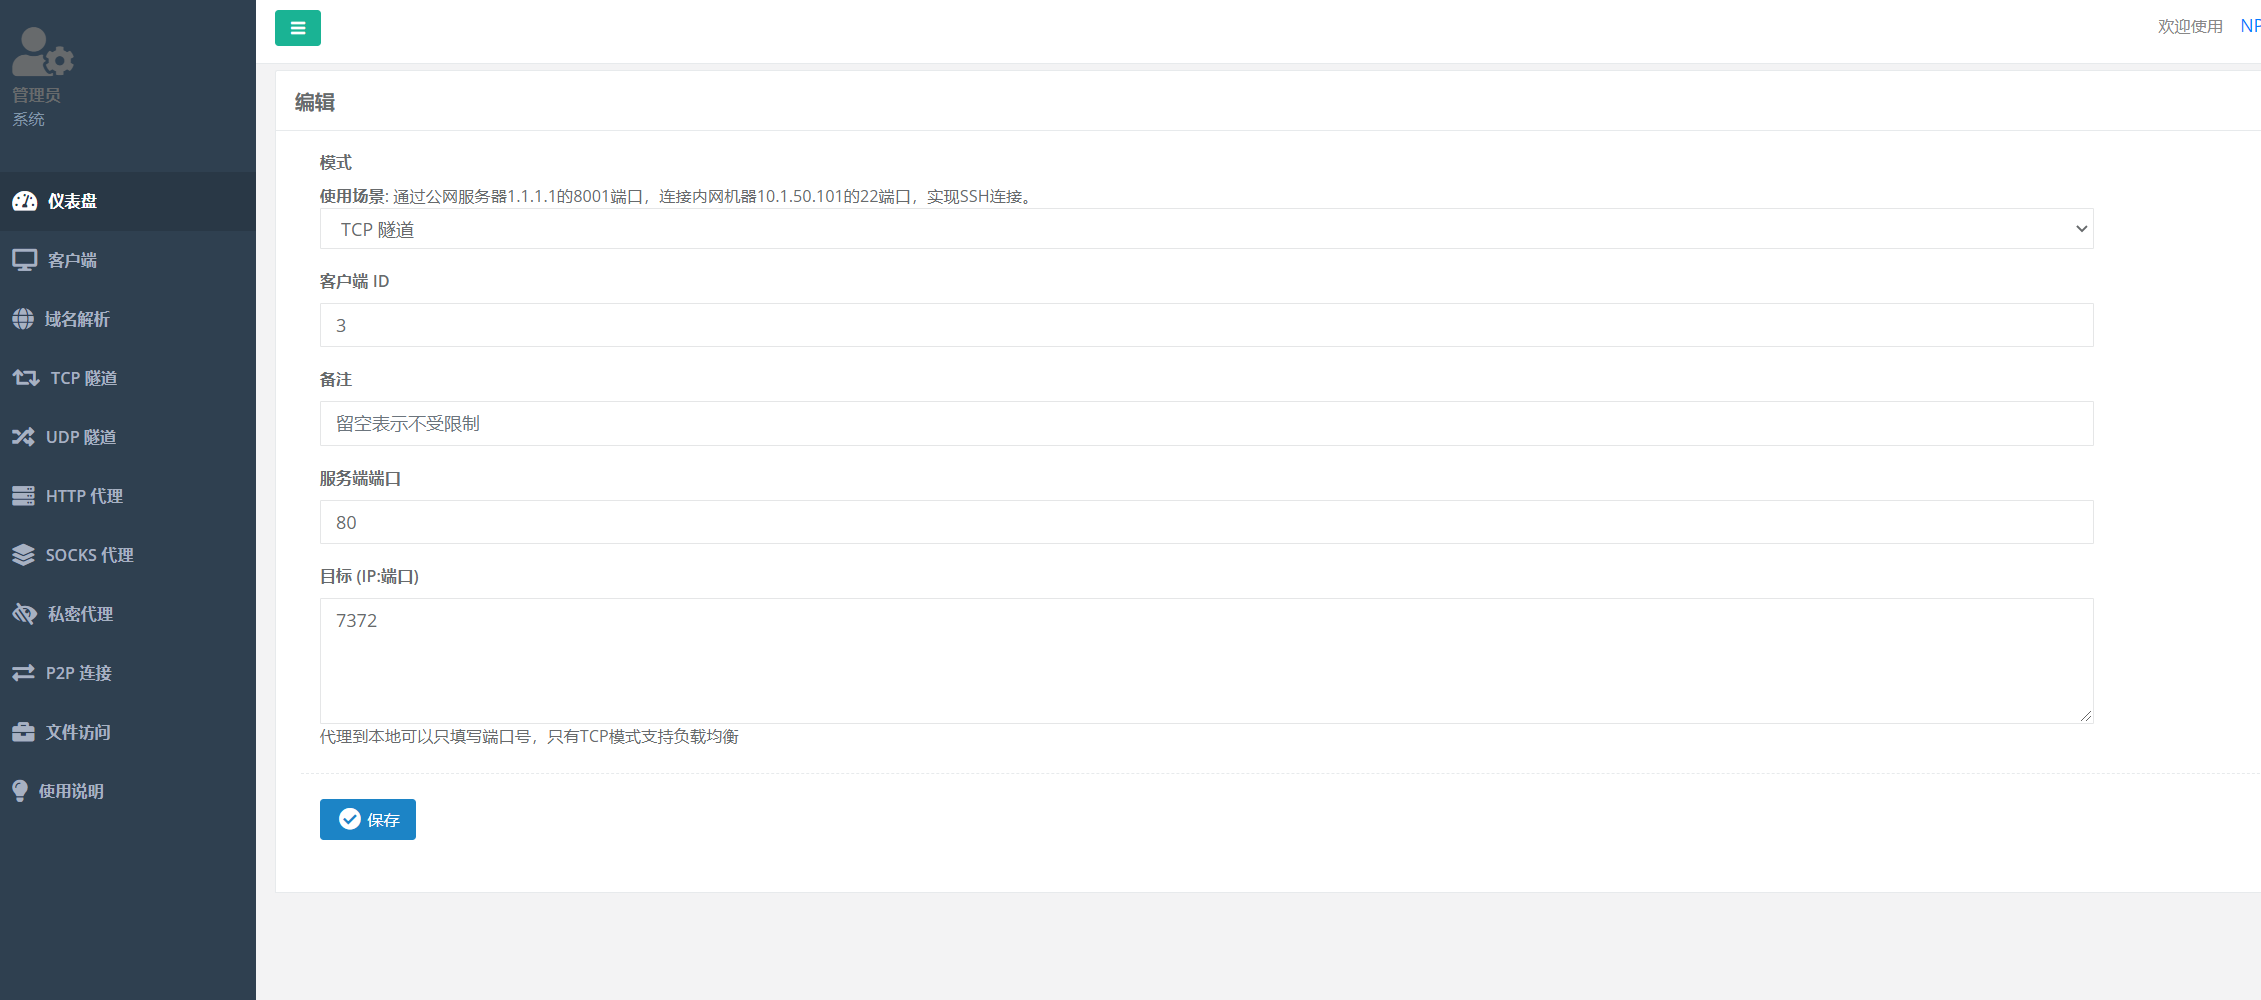 管理员
系统
仪表盘
客户端
域名解析
TCP 隧道
UDP 隧道
HTTP 代理
SOCKS 代理
私密代理
P2P 连接
文件访问
使用说明
欢迎使用 NP
编辑
模式
使用场景: 通过公网服务器1.1.1.1的8001端口，连接内网机器10.1.50.101的22端口，实现SSH连接。
TCP 隧道
客户端 ID
3
备注
留空表示不受限制
服务端端口
80
目标 (IP:端口)
7372
代理到本地可以只填写端口号，只有TCP模式支持负载均衡
保存